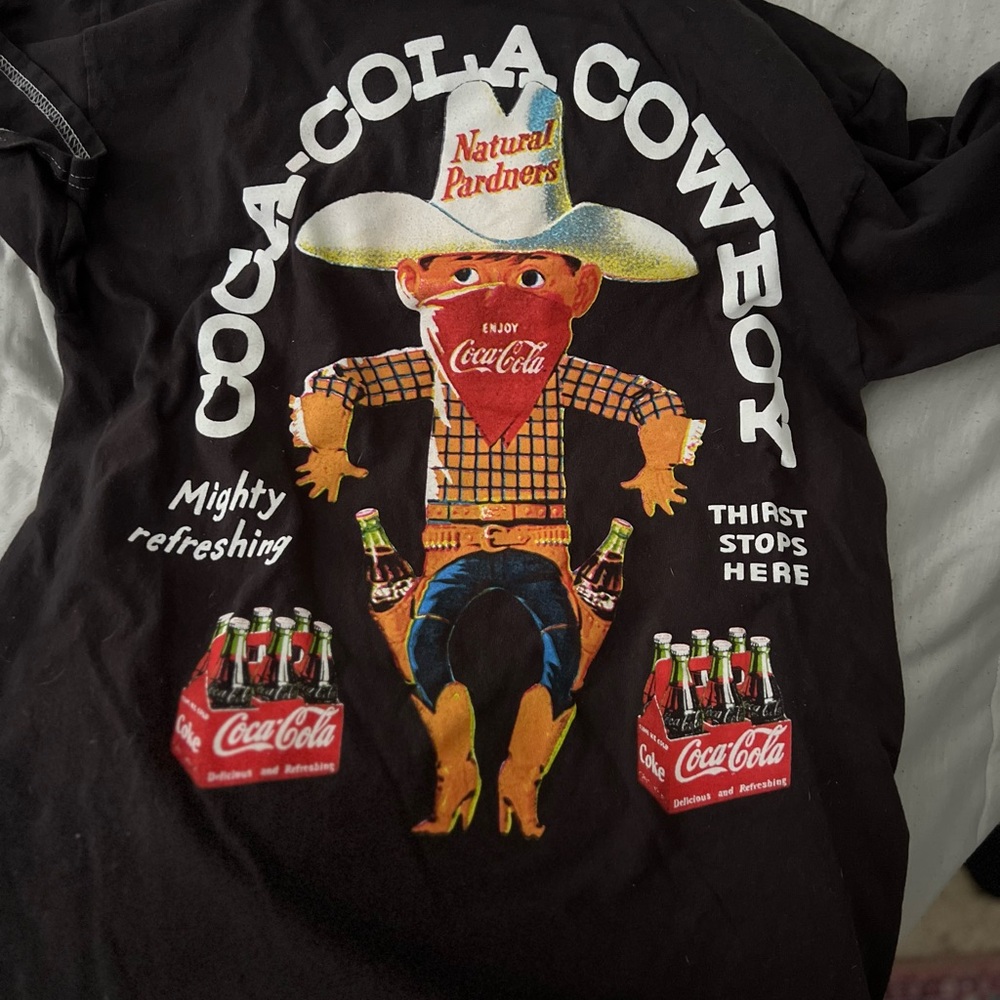 COCA-COLA COWBOY
Natural
Pardners
ENJOY
Coca-Cola
Mighty
refreshing
THIRST
STOPS
HERE
Coke
Coca-Cola
Delicious and Refreshing
Coke
Coca-Cola
Delicious and Refreshing